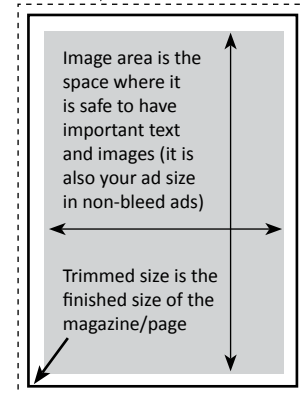 Image area is the
space where it
is safe to have
important text
and images (it is
also your ad size
in non-bleed ads)
Trimmed size is the
finished size of the
magazine/page